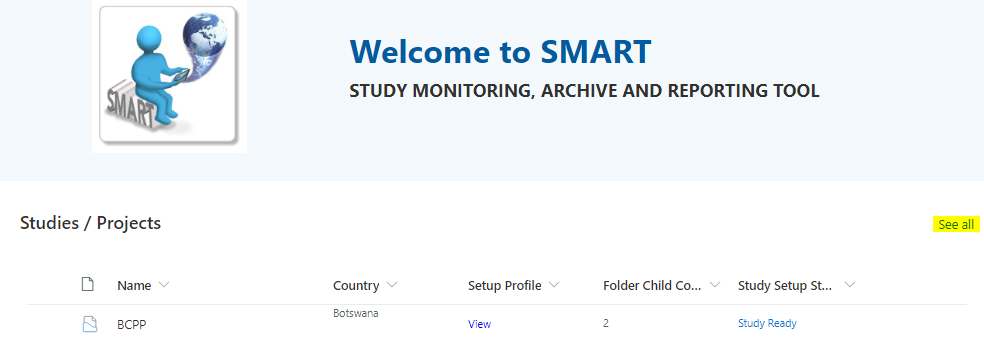 SMART
Welcome to SMART
STUDY MONITORING, ARCHIVE AND REPORTING TOOL
Studies / Projects
See all
Name
Country
Setup Profile
Folder Child Co...
Study Setup St...
BCPP
Botswana
View
2
Study Ready